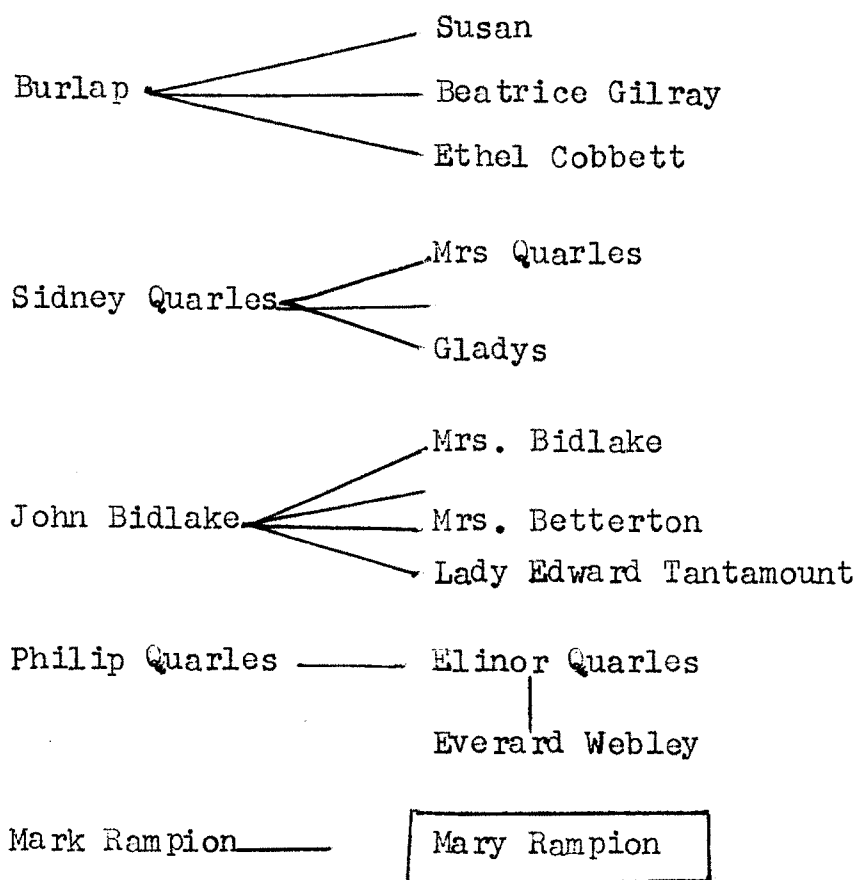 Susan
Burlap
Beatrice Gilray
Ethel Cobbett
Mrs Quarles
Sidney Quarles
Gladys
Mrs. Bidlake
John Bidlake
Mrs. Betterton
Lady Edward Tantamount
Philip Quarles Elinor Quarles
Everard Webley
Mark Rampion Mary Rampion